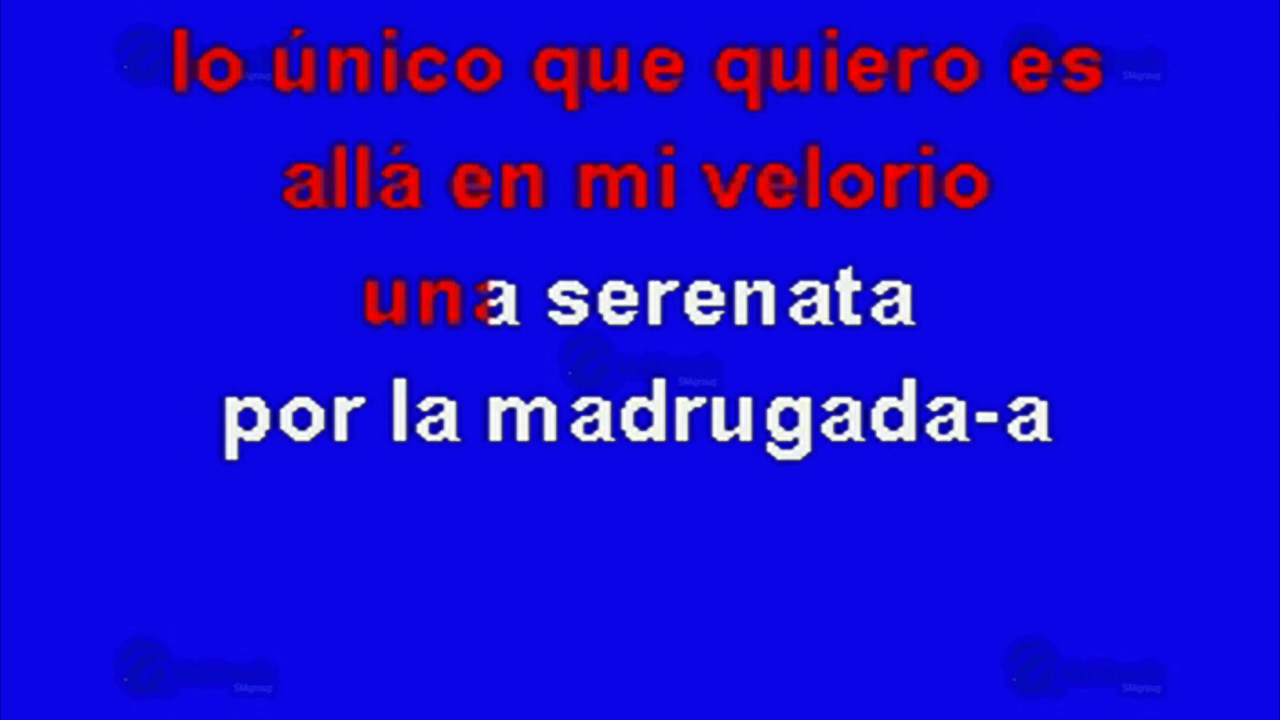 lo único que quiero es
allá en mi velorio
una serenata
por la madrugada-a